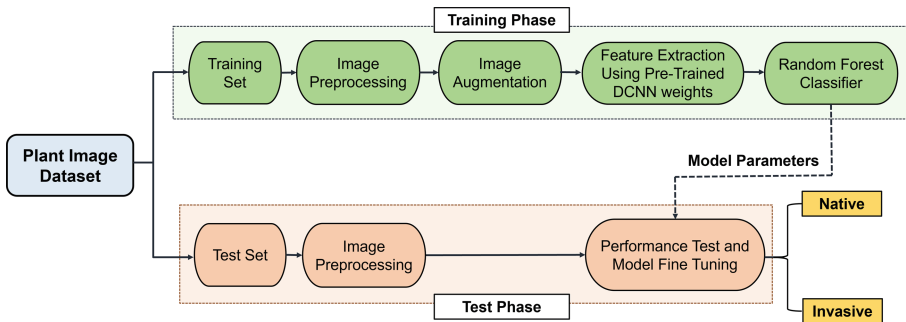 Training Phase
Training
Set
Image
Preprocessing
Image
Augmentation
Feature Extraction
Using Pre-Trained
DCNN weights
Random Forest
Classifier
Plant Image
Dataset
Model Parameters
Native
Test Set
Image
Preprocessing
Performance Test and
Model Fine Tuning
Test Phase
Invasive